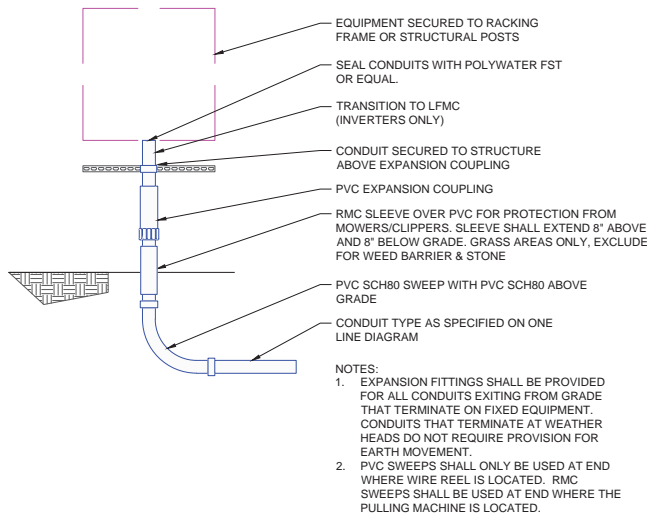 EQUIPMENT SECURED TO RACKING
FRAME OR STRUCTURAL POSTS
SEAL CONDUITS WITH POLYWATER FST
OR EQUAL.
TRANSITION TO LFMC
(INVERTERS ONLY)
CONDUIT SECURED TO STRUCTURE
ABOVE EXPANSION COUPLING
PVC EXPANSION COUPLING
RMC SLEEVE OVER PVC FOR PROTECTION FROM
MOWERS/CLIPPERS. SLEEVE SHALL EXTEND 8" ABOVE
AND 8" BELOW GRADE. GRASS AREAS ONLY, EXCLUDE
FOR WEED BARRIER & STONE
PVC SCH80 SWEEP WITH PVC SCH80 ABOVE
GRADE
CONDUIT TYPE AS SPECIFIED ON ONE
LINE DIAGRAM
NOTES:
1. EXPANSION FITTINGS SHALL BE PROVIDED
FOR ALL CONDUITS EXITING FROM GRADE
THAT TERMINATE ON FIXED EQUIPMENT.
CONDUITS THAT TERMINATE AT WEATHER
HEADS DO NOT REQUIRE PROVISION FOR
EARTH MOVEMENT.
2. PVC SWEEPS SHALL ONLY BE USED AT END
WHERE WIRE REEL IS LOCATED. RMC
SWEEPS SHALL BE USED AT END WHERE THE
PULLING MACHINE IS LOCATED.